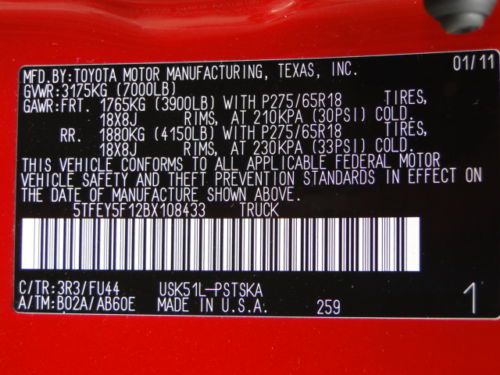 MFD.BY:TOYOTA MOTOR MANUFACTURING, TEXAS, INC. 01/11
GVWR:3175KG (7000LB)
GAWR:FRT. 1765KG (3900LB) WITH P275/65R18 TIRES,
18X8J RIMS, AT 210KPA (30PSI) COLD.
RR. 1880KG (4150LB) WITH P275/65R18 TIRES,
18X8J RIMS, AT 230KPA (33PSI) COLD.
THIS VEHICLE CONFORMS TO ALL APPLICABLE FEDERAL MOTOR
VEHICLE SAFETY AND THEFT PREVENTION STANDARDS IN EFFECT ON
THE DATE OF MANUFACTURE SHOWN ABOVE.
5TFEY5F12BX108433 TRUCK
C/TR:3R3/FU44 USK51L-PSTSKA
A/TM:B02A/AB60E MADE IN U.S.A. 259 1